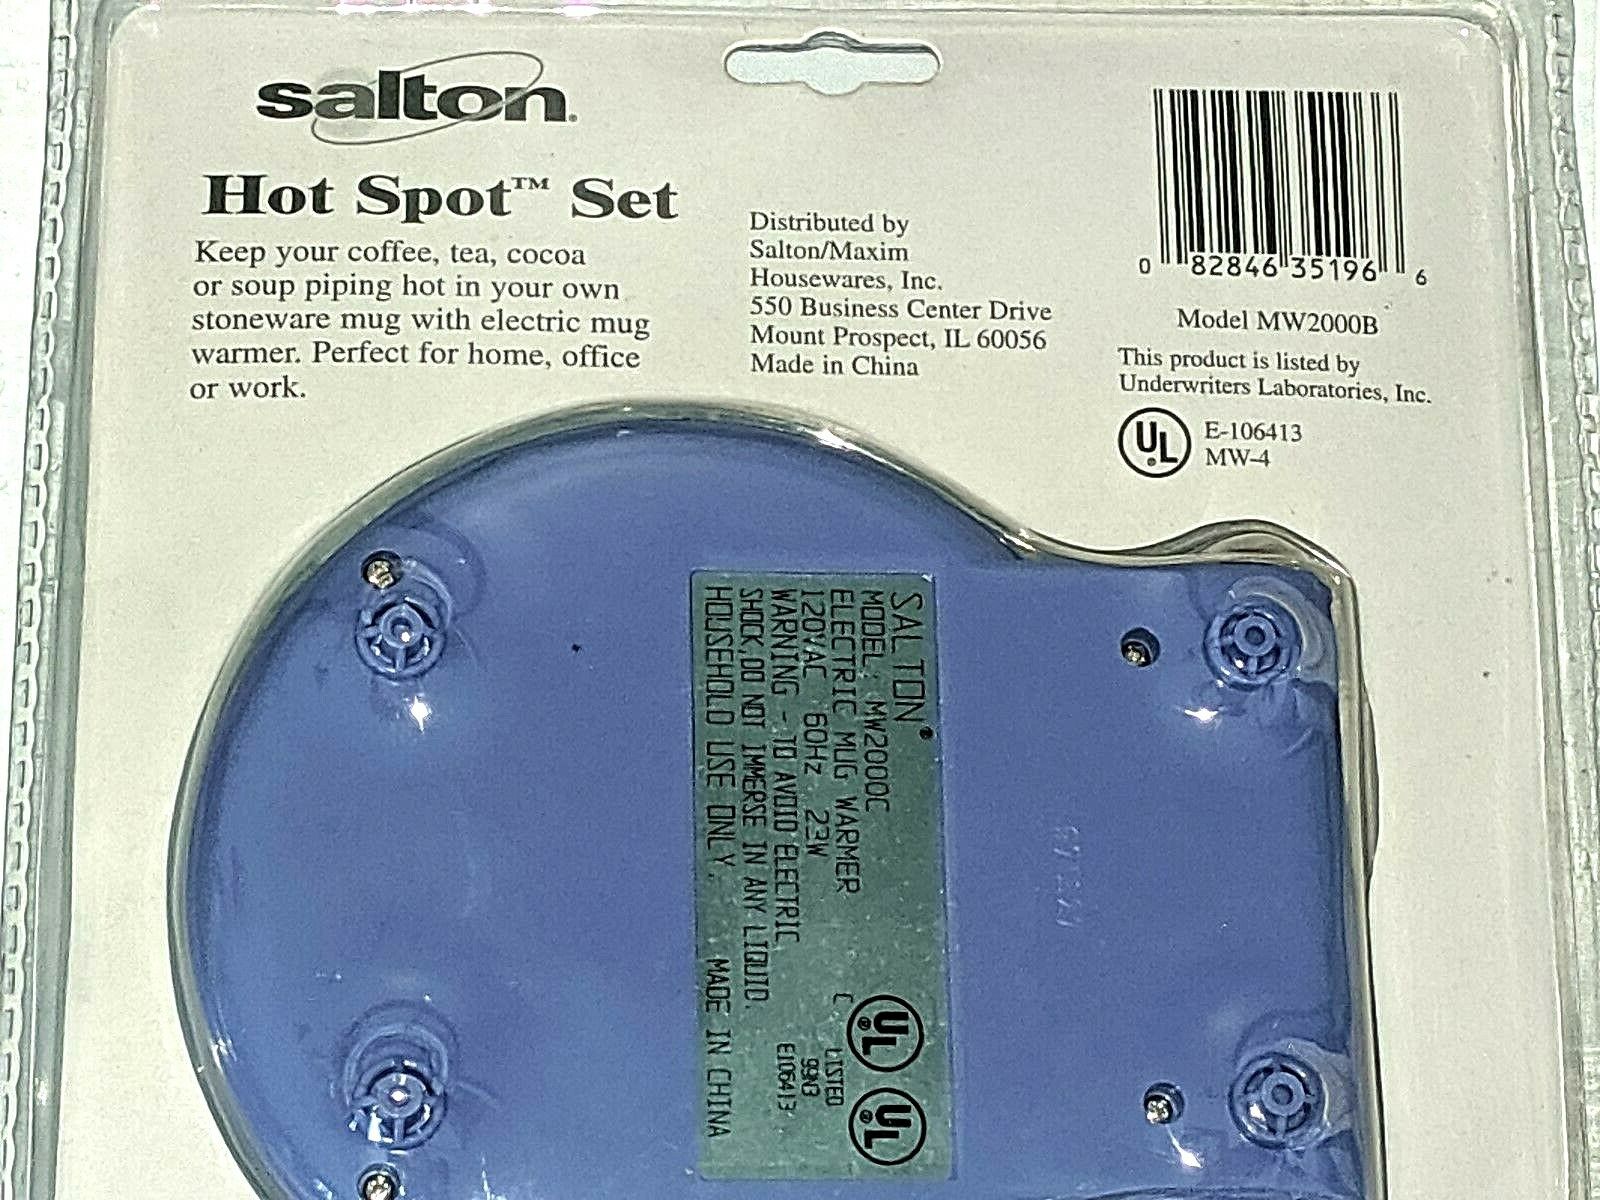 salton®
Hot Spot™ Set
Keep your coffee, tea, cocoa
or soup piping hot in your own
stoneware mug with electric mug
warmer. Perfect for home, office
or work.
Distributed by
Salton/Maxim
Housewares, Inc.
550 Business Center Drive
Mount Prospect, IL 60056
Made in China
0 82846 35196 6
Model MW2000B
This product is listed by
Underwriters Laboratories, Inc.
UL®
E-106413
MW-4
SALTON®
MODEL: MW2000C
ELECTRIC MUG WARMER
120VAC 60Hz 23W
WARNING - TO AVOID ELECTRIC
SHOCK, DO NOT IMMERSE IN ANY LIQUID.
HOUSEHOLD USE ONLY. MADE IN CHINA
C UL® UL®
LISTED
99N3
E106413